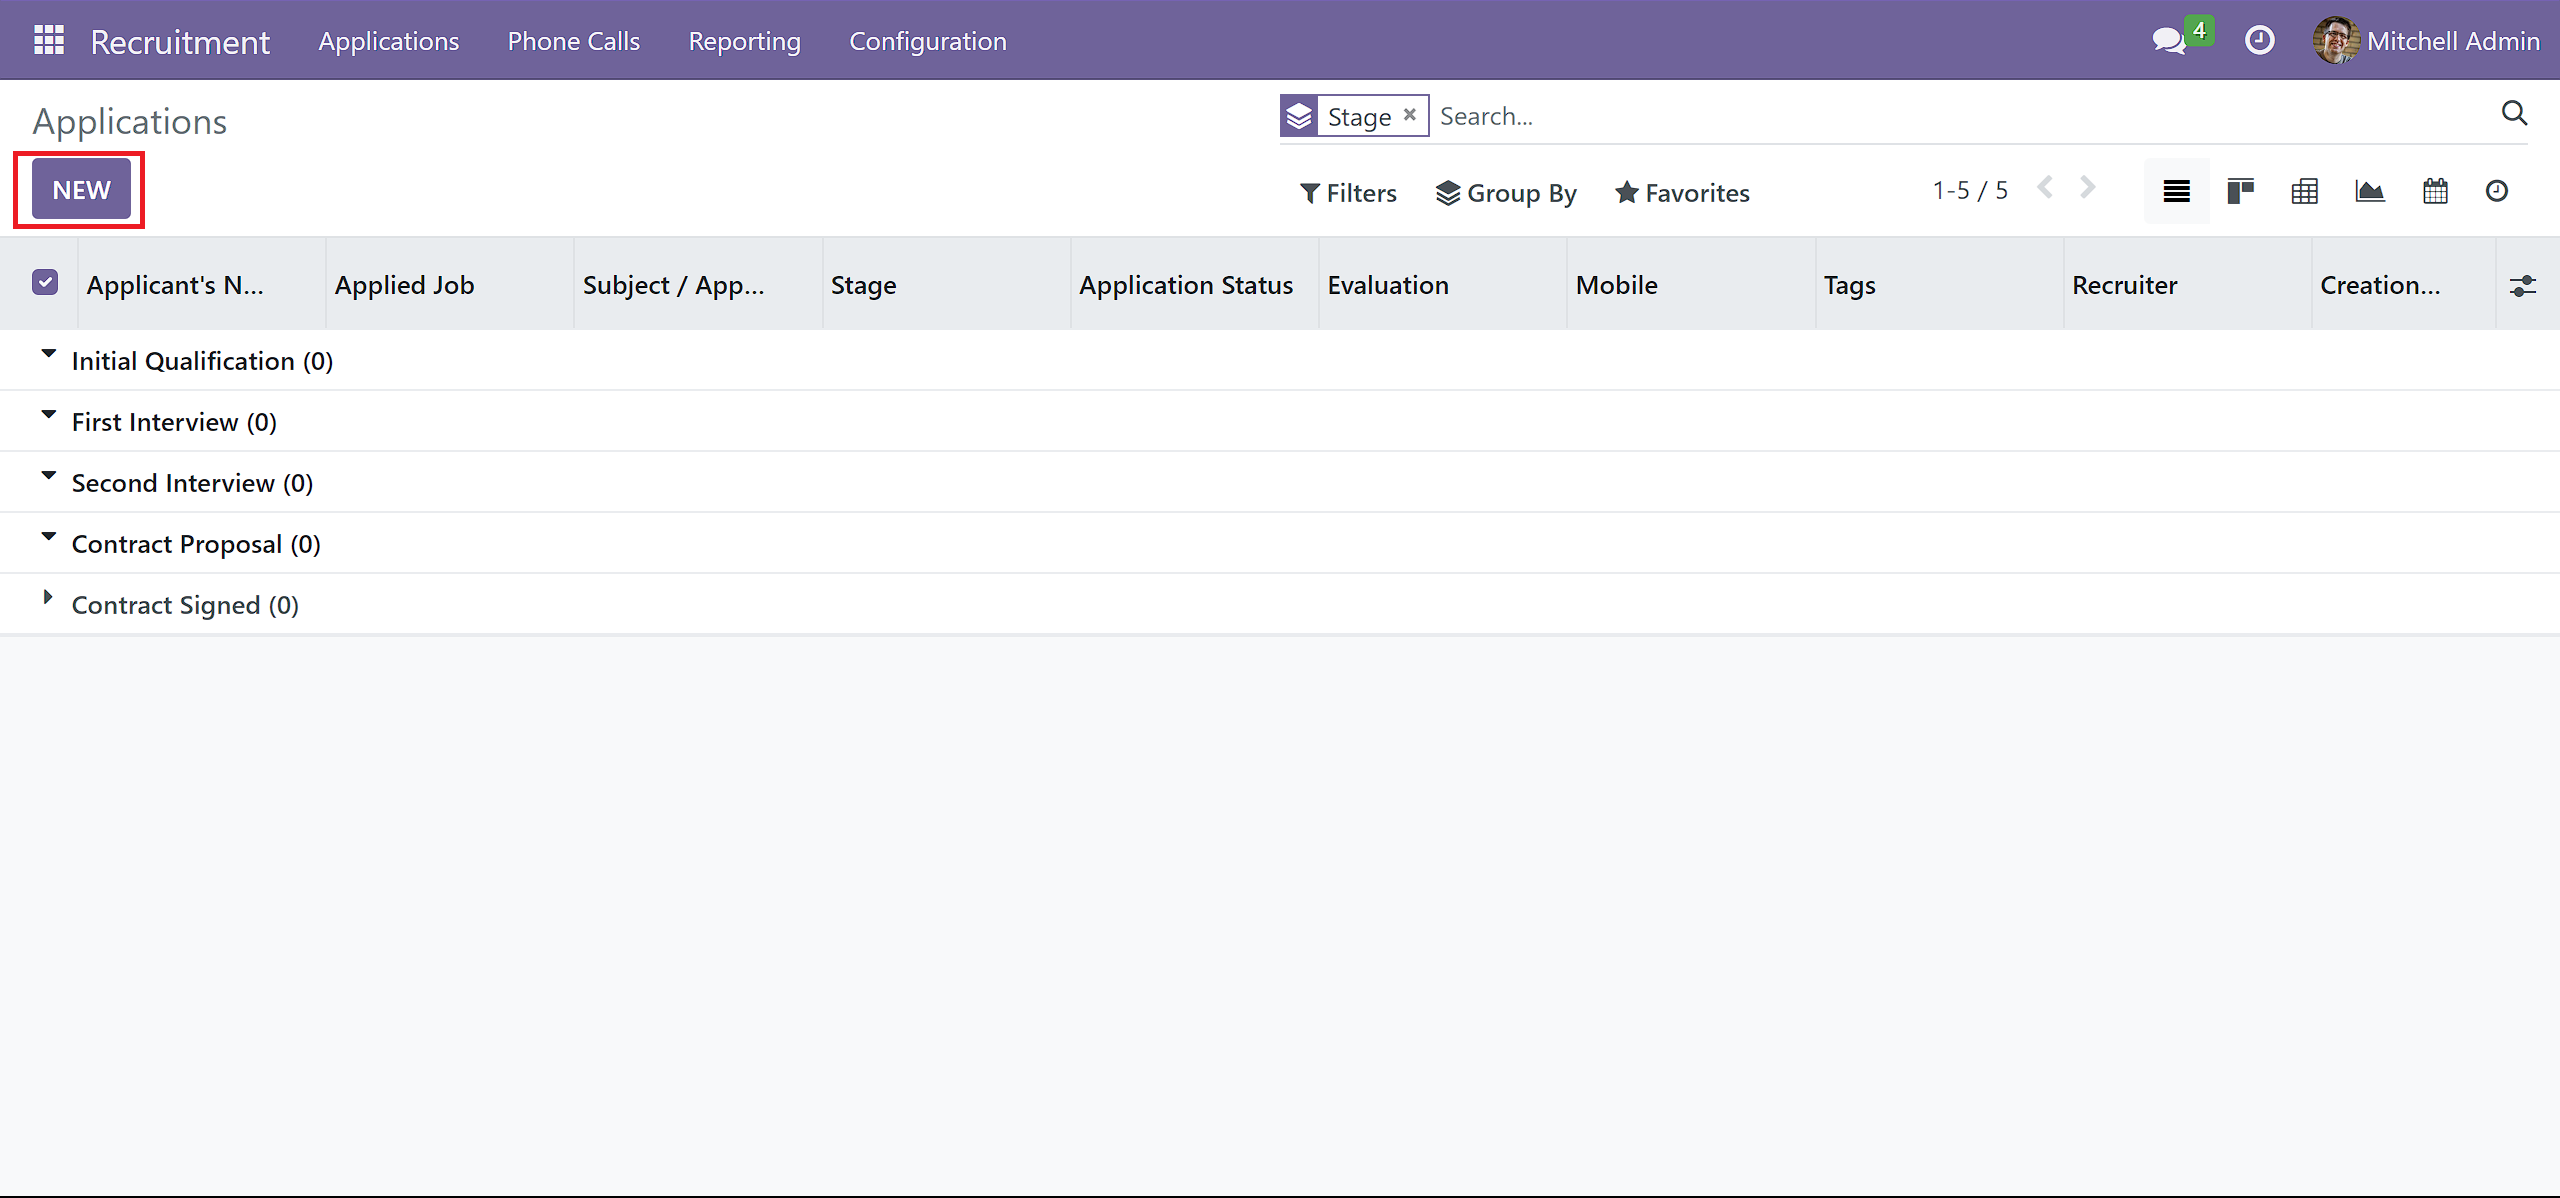 Recruitment Applications Phone Calls Reporting Configuration 4 Mitchell Admin
Applications Stage × Search...
NEW Filters Group By Favorites 1-5 / 5
Applicant's N... Applied Job Subject / App... Stage Application Status Evaluation Mobile Tags Recruiter Creation...
Initial Qualification (0)
First Interview (0)
Second Interview (0)
Contract Proposal (0)
Contract Signed (0)